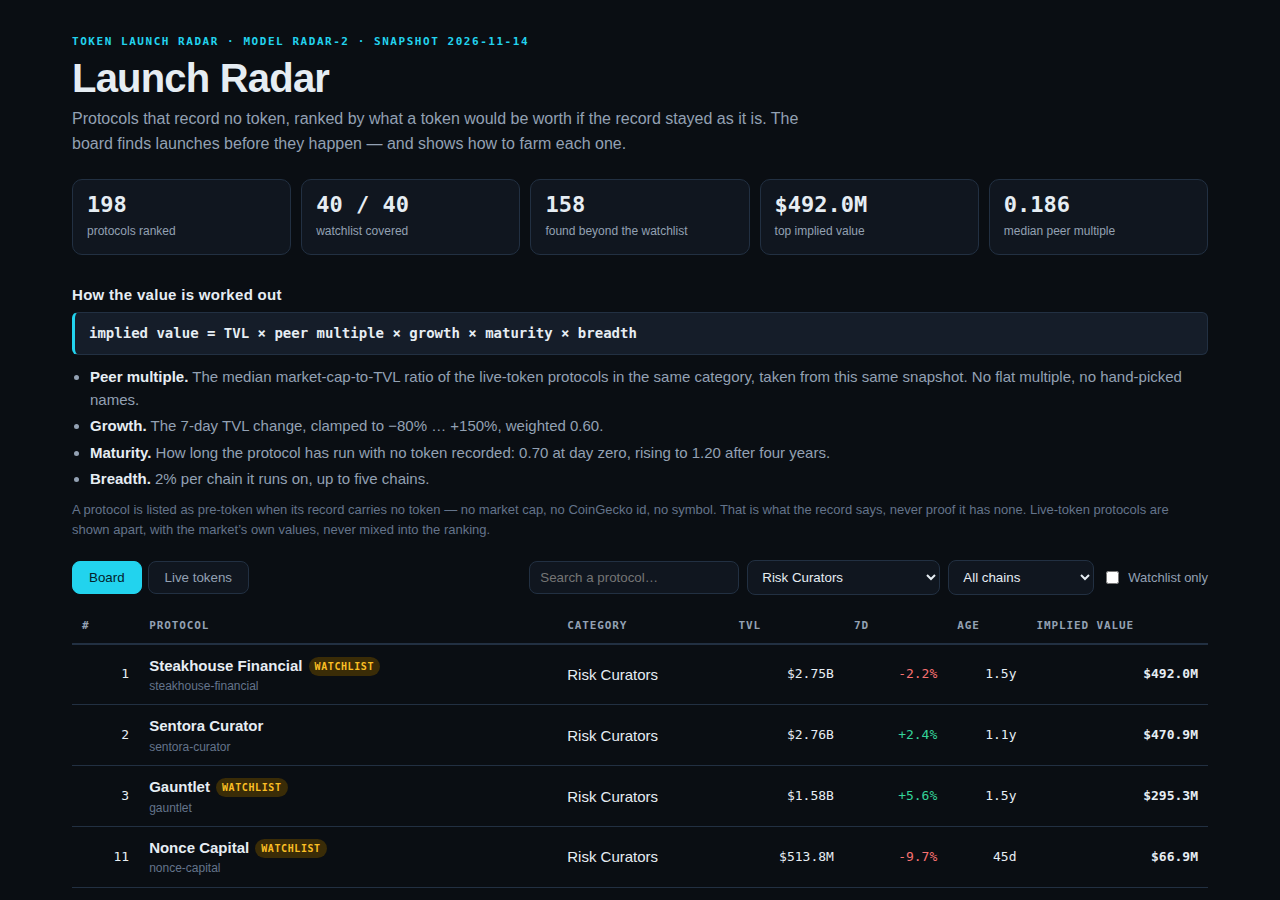 TOKEN LAUNCH RADAR · MODEL RADAR-2 · SNAPSHOT 2026-11-14
Launch Radar
Protocols that record no token, ranked by what a token would be worth if the record stayed as it is. The
board finds launches before they happen — and shows how to farm each one.
198 40 / 40 158 $492.0M 0.186
protocols ranked watchlist covered found beyond the watchlist top implied value median peer multiple
How the value is worked out
implied value = TVL × peer multiple × growth × maturity × breadth
• Peer multiple. The median market-cap-to-TVL ratio of the live-token protocols in the same category, taken from this same snapshot. No flat multiple, no hand-picked
names.
• Growth. The 7-day TVL change, clamped to −80% … +150%, weighted 0.60.
• Maturity. How long the protocol has run with no token recorded: 0.70 at day zero, rising to 1.20 after four years.
• Breadth. 2% per chain it runs on, up to five chains.
A protocol is listed as pre-token when its record carries no token — no market cap, no CoinGecko id, no symbol. That is what the record says, never proof it has none. Live-token protocols are
shown apart, with the market’s own values, never mixed into the ranking.
Board Live tokens Search a protocol… Risk Curators All chains Watchlist only
# PROTOCOL CATEGORY TVL 7D AGE IMPLIED VALUE
1 Steakhouse Financial WATCHLIST Risk Curators $2.75B -2.2% 1.5y $492.0M
steakhouse-financial
2 Sentora Curator Risk Curators $2.76B +2.4% 1.1y $470.9M
sentora-curator
3 Gauntlet WATCHLIST Risk Curators $1.58B +5.6% 1.5y $295.3M
gauntlet
11 Nonce Capital WATCHLIST Risk Curators $513.8M -9.7% 45d $66.9M
nonce-capital